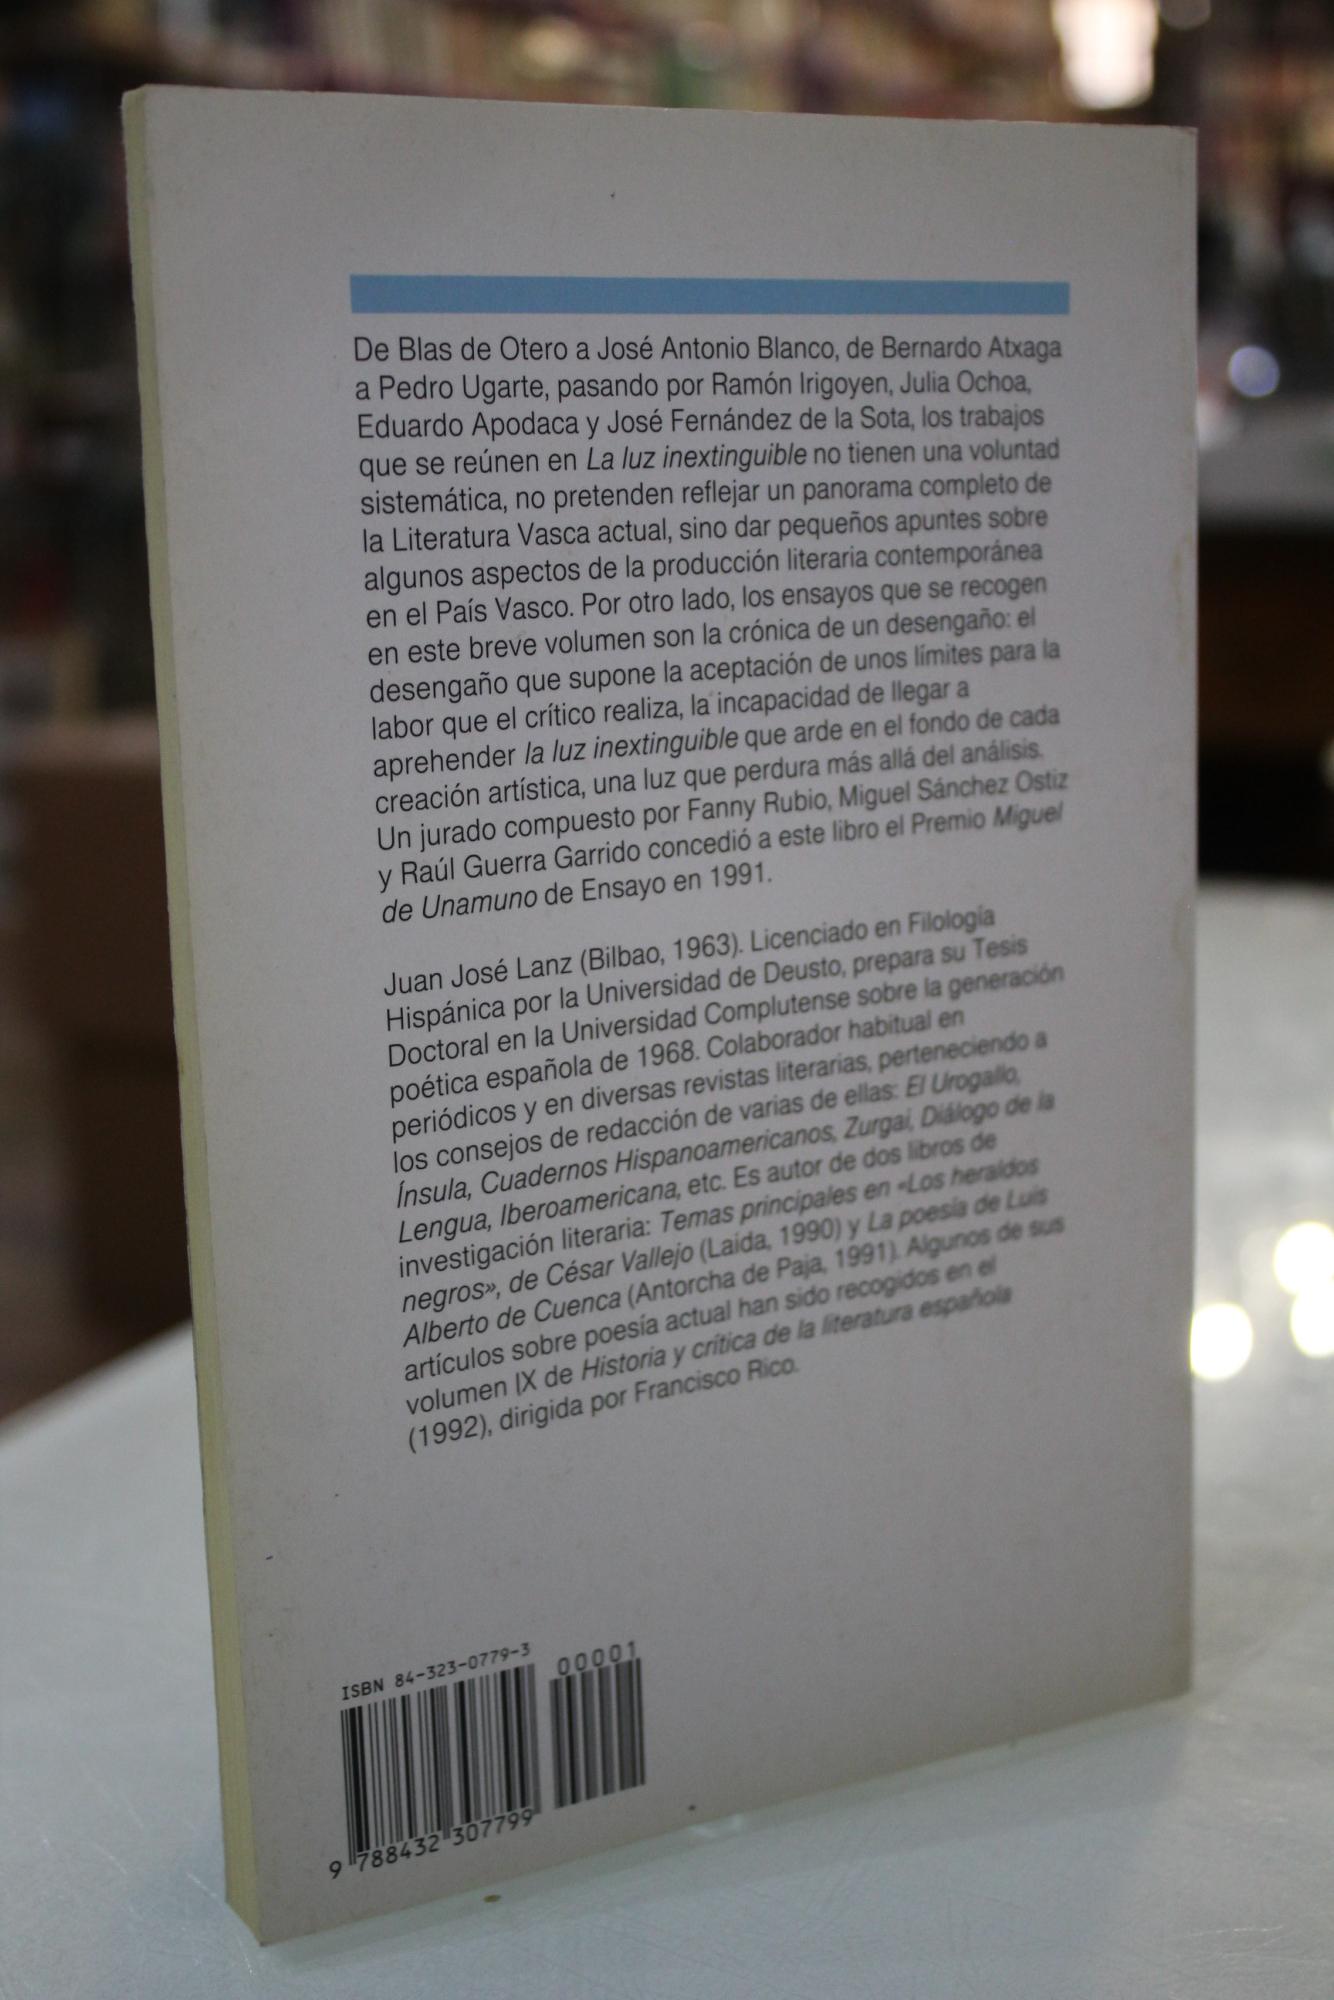 De Blas de Otero a José Antonio Blanco, de Bernardo Atxaga
a Pedro Ugarte, pasando por Ramón Irigoyen, Julia Ochoa,
Eduardo Apodaca y José Fernández de la Sota, los trabajos
que se reúnen en La luz inextinguible no tienen una voluntad
sistemática, no pretenden reflejar un panorama completo de
la Literatura Vasca actual, sino dar pequeños apuntes sobre
algunos aspectos de la producción literaria contemporánea
en el País Vasco. Por otro lado, los ensayos que se recogen
en este breve volumen son la crónica de un desengaño: el
desengaño que supone la aceptación de unos límites para la
labor que el crítico realiza, la incapacidad de llegar a
aprehender la luz inextinguible que arde en el fondo de cada
creación artística, una luz que perdura más allá del análisis.
Un jurado compuesto por Fanny Rubio, Miguel Sánchez Ostiz
y Raúl Guerra Garrido concedió a este libro el Premio Miguel
de Unamuno de Ensayo en 1991.
Juan José Lanz (Bilbao, 1963). Licenciado en Filología
Hispánica por la Universidad de Deusto, prepara su Tesis
Doctoral en la Universidad Complutense sobre la generación
poética española de 1968. Colaborador habitual en
periódicos y en diversas revistas literarias, perteneciendo a
los consejos de redacción de varias de ellas: El Urogallo,
Ínsula, Cuadernos Hispanoamericanos, Zurgai, Diálogo de la
Lengua, Iberoamericana, etc. Es autor de dos libros de
investigación literaria: Temas principales en «Los heraldos
negros», de César Vallejo (Laida, 1990) y La poesía de Luis
Alberto de Cuenca (Antorcha de Paja, 1991). Algunos de sus
artículos sobre poesía actual han sido recogidos en el
volumen IX de Historia y crítica de la literatura española
(1992), dirigida por Francisco Rico.
ISBN 84-323-0779-3
00001
9 788432 307799